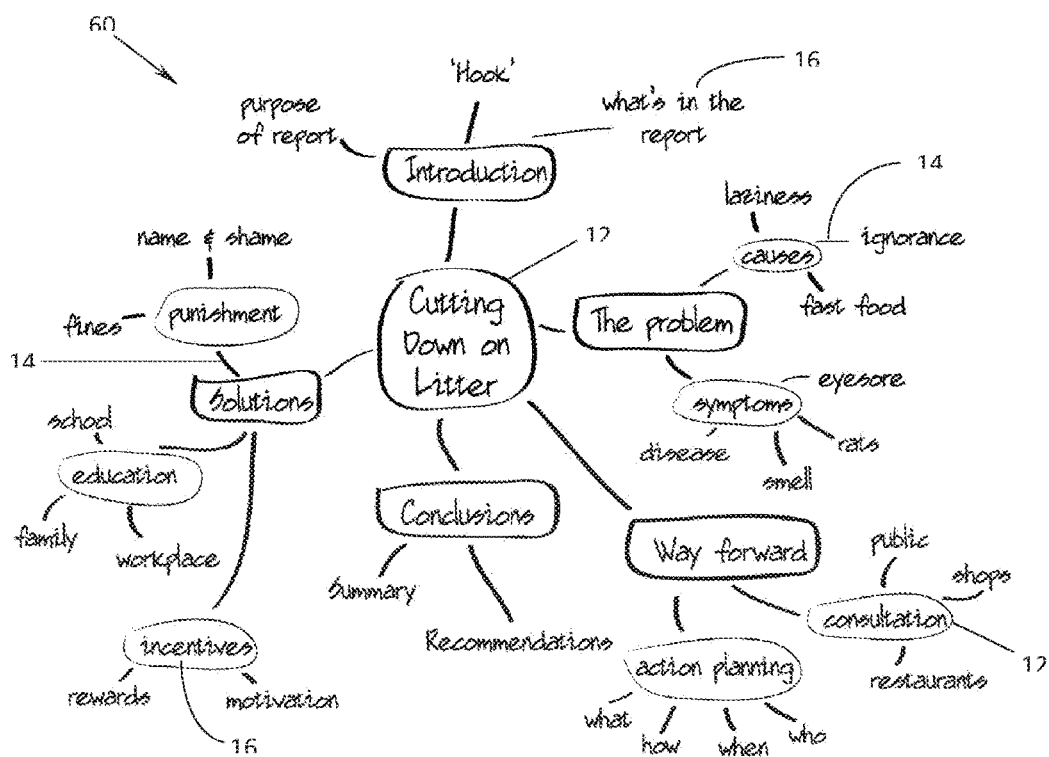 60
'Hook'
16
purpose
of report
what's in the
report
Introduction
14
laziness
ignorance
causes
fast food
name & shame
12
punishment
fines
Cutting
Down on
Litter
The problem
14
Solutions
eyesore
symptoms
rats
disease
smell
school
education
family
workplace
Conclusions
Summary
Recommendations
Way forward
public
shops
consultation
12
restaurants
incentives
rewards
motivation
16
action planning
what
how
when
who